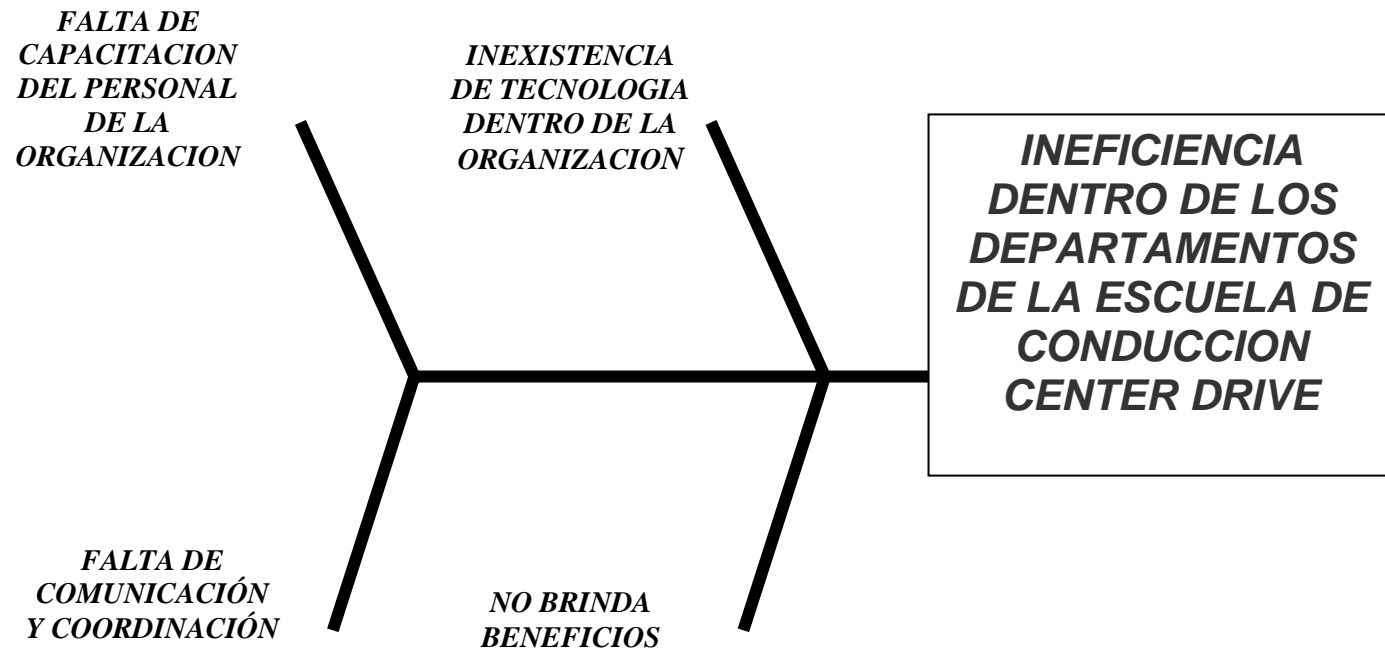 FALTA DE
CAPACITACION
DEL PERSONAL
DE LA
ORGANIZACION
INEXISTENCIA
DE TECNOLOGIA
DENTRO DE LA
ORGANIZACION
INEFICIENCIA
DENTRO DE LOS
DEPARTAMENTOS
DE LA ESCUELA DE
CONDUCCION
CENTER DRIVE
FALTA DE
COMUNICACIÓN
Y COORDINACIÓN
NO BRINDA
BENEFICIOS